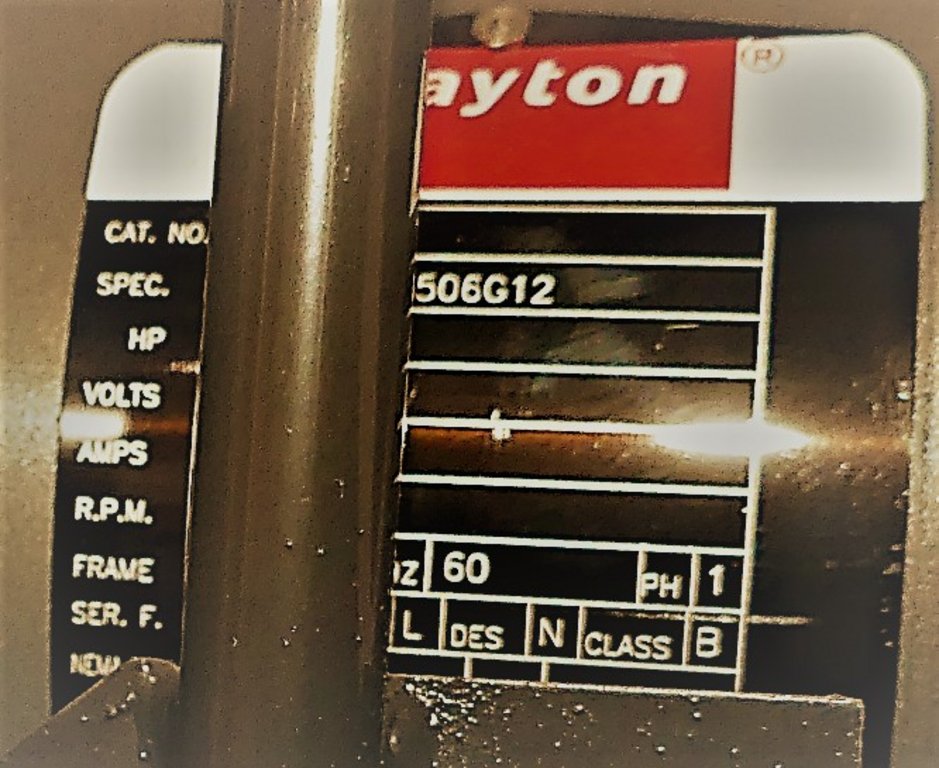 ayton ®
CAT. NO.
SPEC. 506G12
HP
VOLTS
AMPS
R.P.M.
FRAME Z 60 PH 1
SER. F. L DES N CLASS B